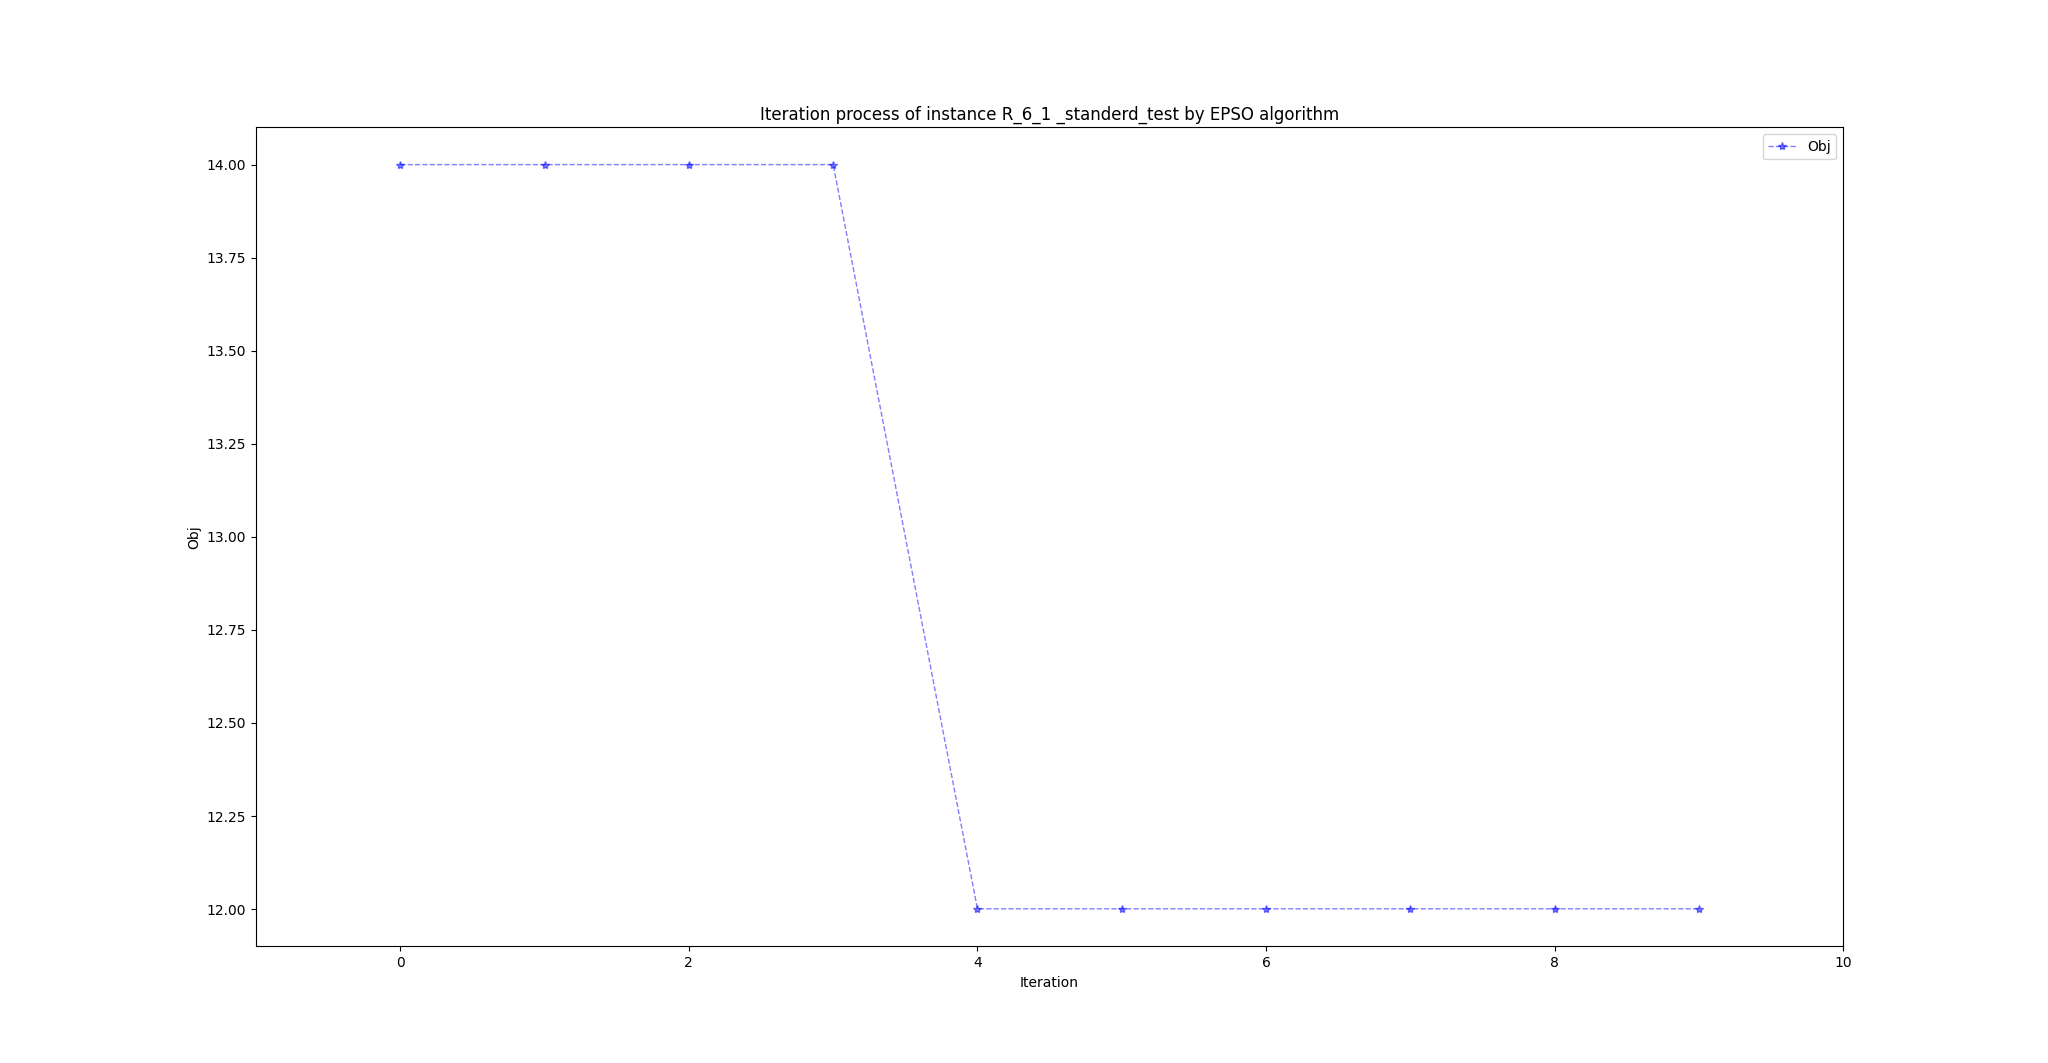 Iteration process of instance R_6_1 _standerd_test by EPSO algorithm
Obj
14.00
13.75
13.50
13.25
13.00
12.75
12.50
12.25
12.00
Obj
0 2 4 6 8 10
Iteration